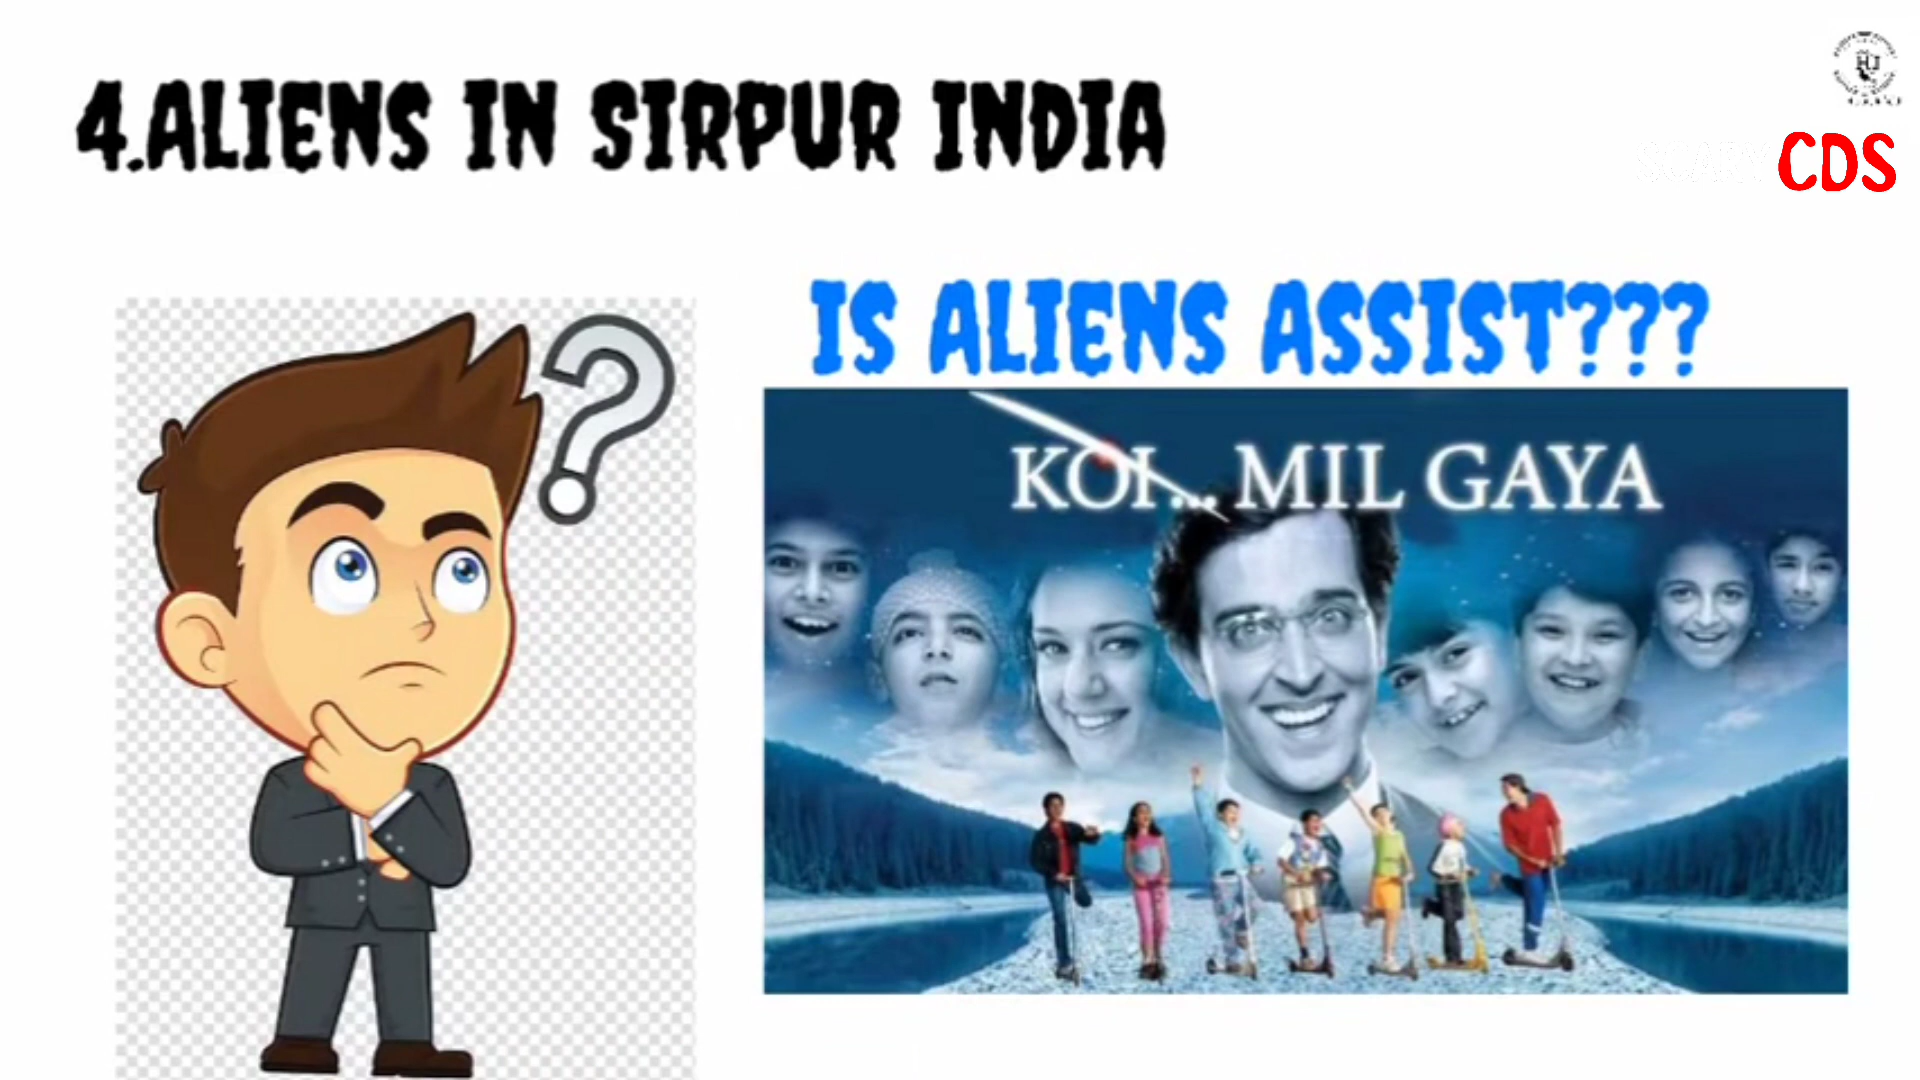 4.ALIENS IN SIRPUR INDIA
CDS
IS ALIENS ASSIST???
KOI... MIL GAYA